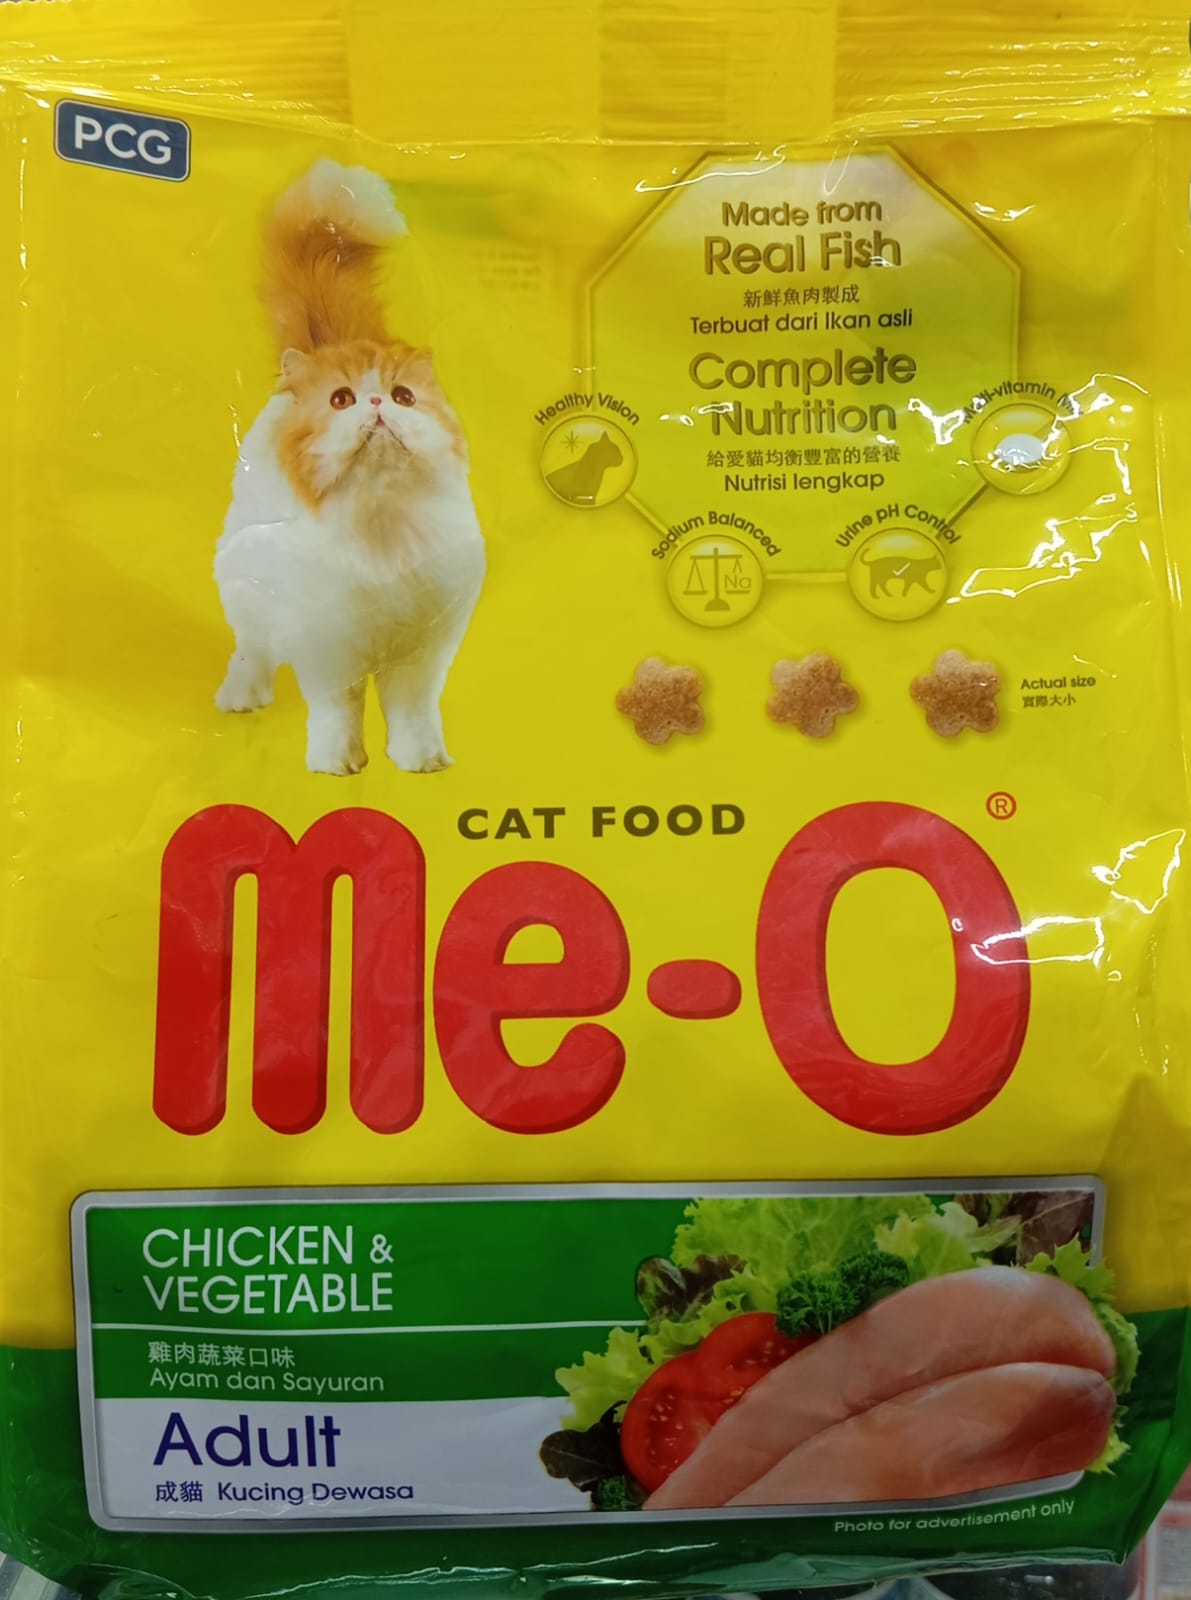 PCG
Made from
Real Fish
新鮮魚肉製成
Terbuat dari Ikan asli
Complete
Nutrition
給愛貓均衡豐富的營養
Nutrisi lengkap
Healthy Vision
Sodium Balanced
Na
Urine pH Control
Multi-vitamin
Actual size
實際大小
CAT FOOD
me-O®
CHICKEN &
VEGETABLE
雞肉蔬菜口味
Ayam dan Sayuran
Adult
成貓 Kucing Dewasa
Photo for advertisement only